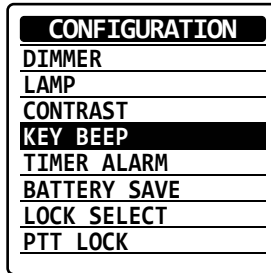 CONFIGURATION
DIMMER
LAMP
CONTRAST
KEY BEEP
TIMER ALARM
BATTERY SAVE
LOCK SELECT
PTT LOCK